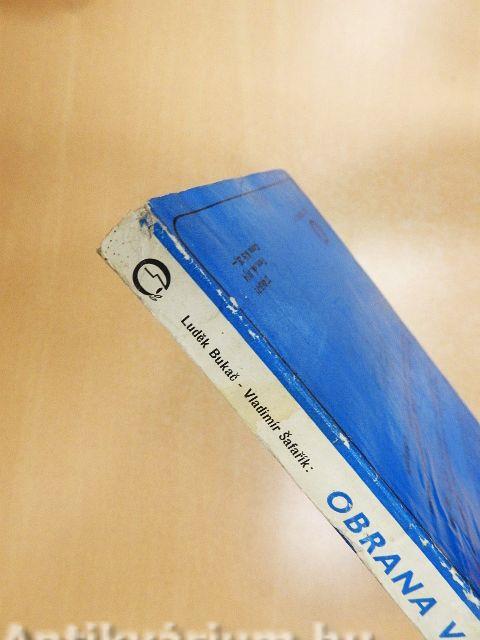 Luděk Bukač - Vladimír Šafařík:
OBRANA V
Antikvárium.hu